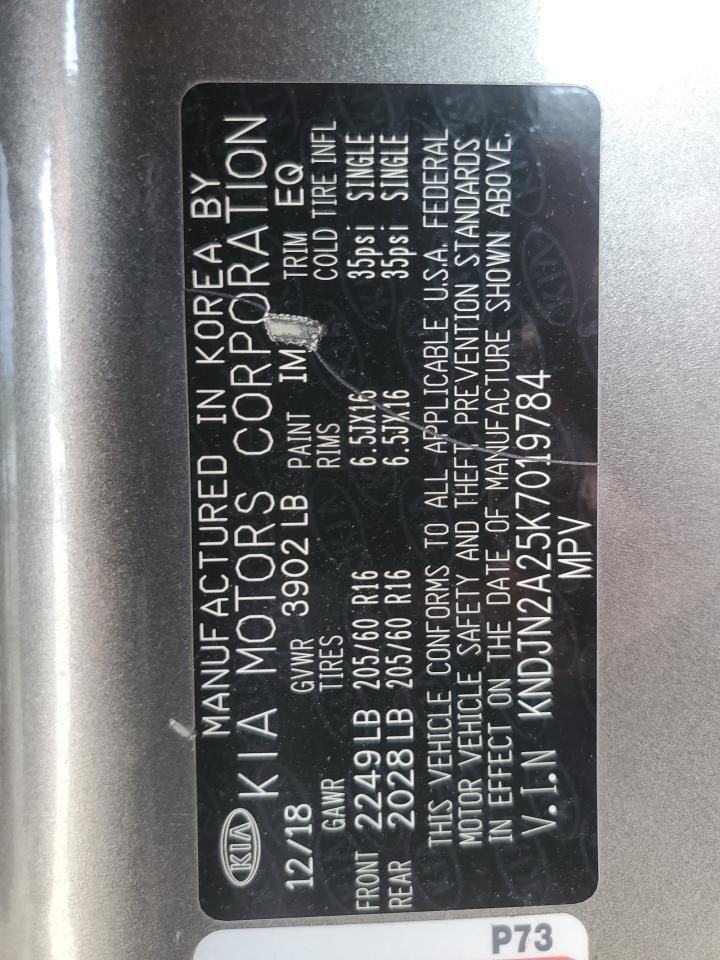 KIA
MANUFACTURED IN KOREA BY
KIA MOTORS CORPORATION
12/18 GVWR 3902 LB PAINT IM TRIM EQ
GAWR TIRES RIMS COLD TIRE INFL
FRONT 2249 LB 205/60 R16 6.5JX16 35psi SINGLE
REAR 2028 LB 205/60 R16 6.5JX16 35psi SINGLE
THIS VEHICLE CONFORMS TO ALL APPLICABLE U.S.A. FEDERAL
MOTOR VEHICLE SAFETY AND THEFT PREVENTION STANDARDS
IN EFFECT ON THE DATE OF MANUFACTURE SHOWN ABOVE.
V.I.N KNDJN2A25K7019784
MPV
P73